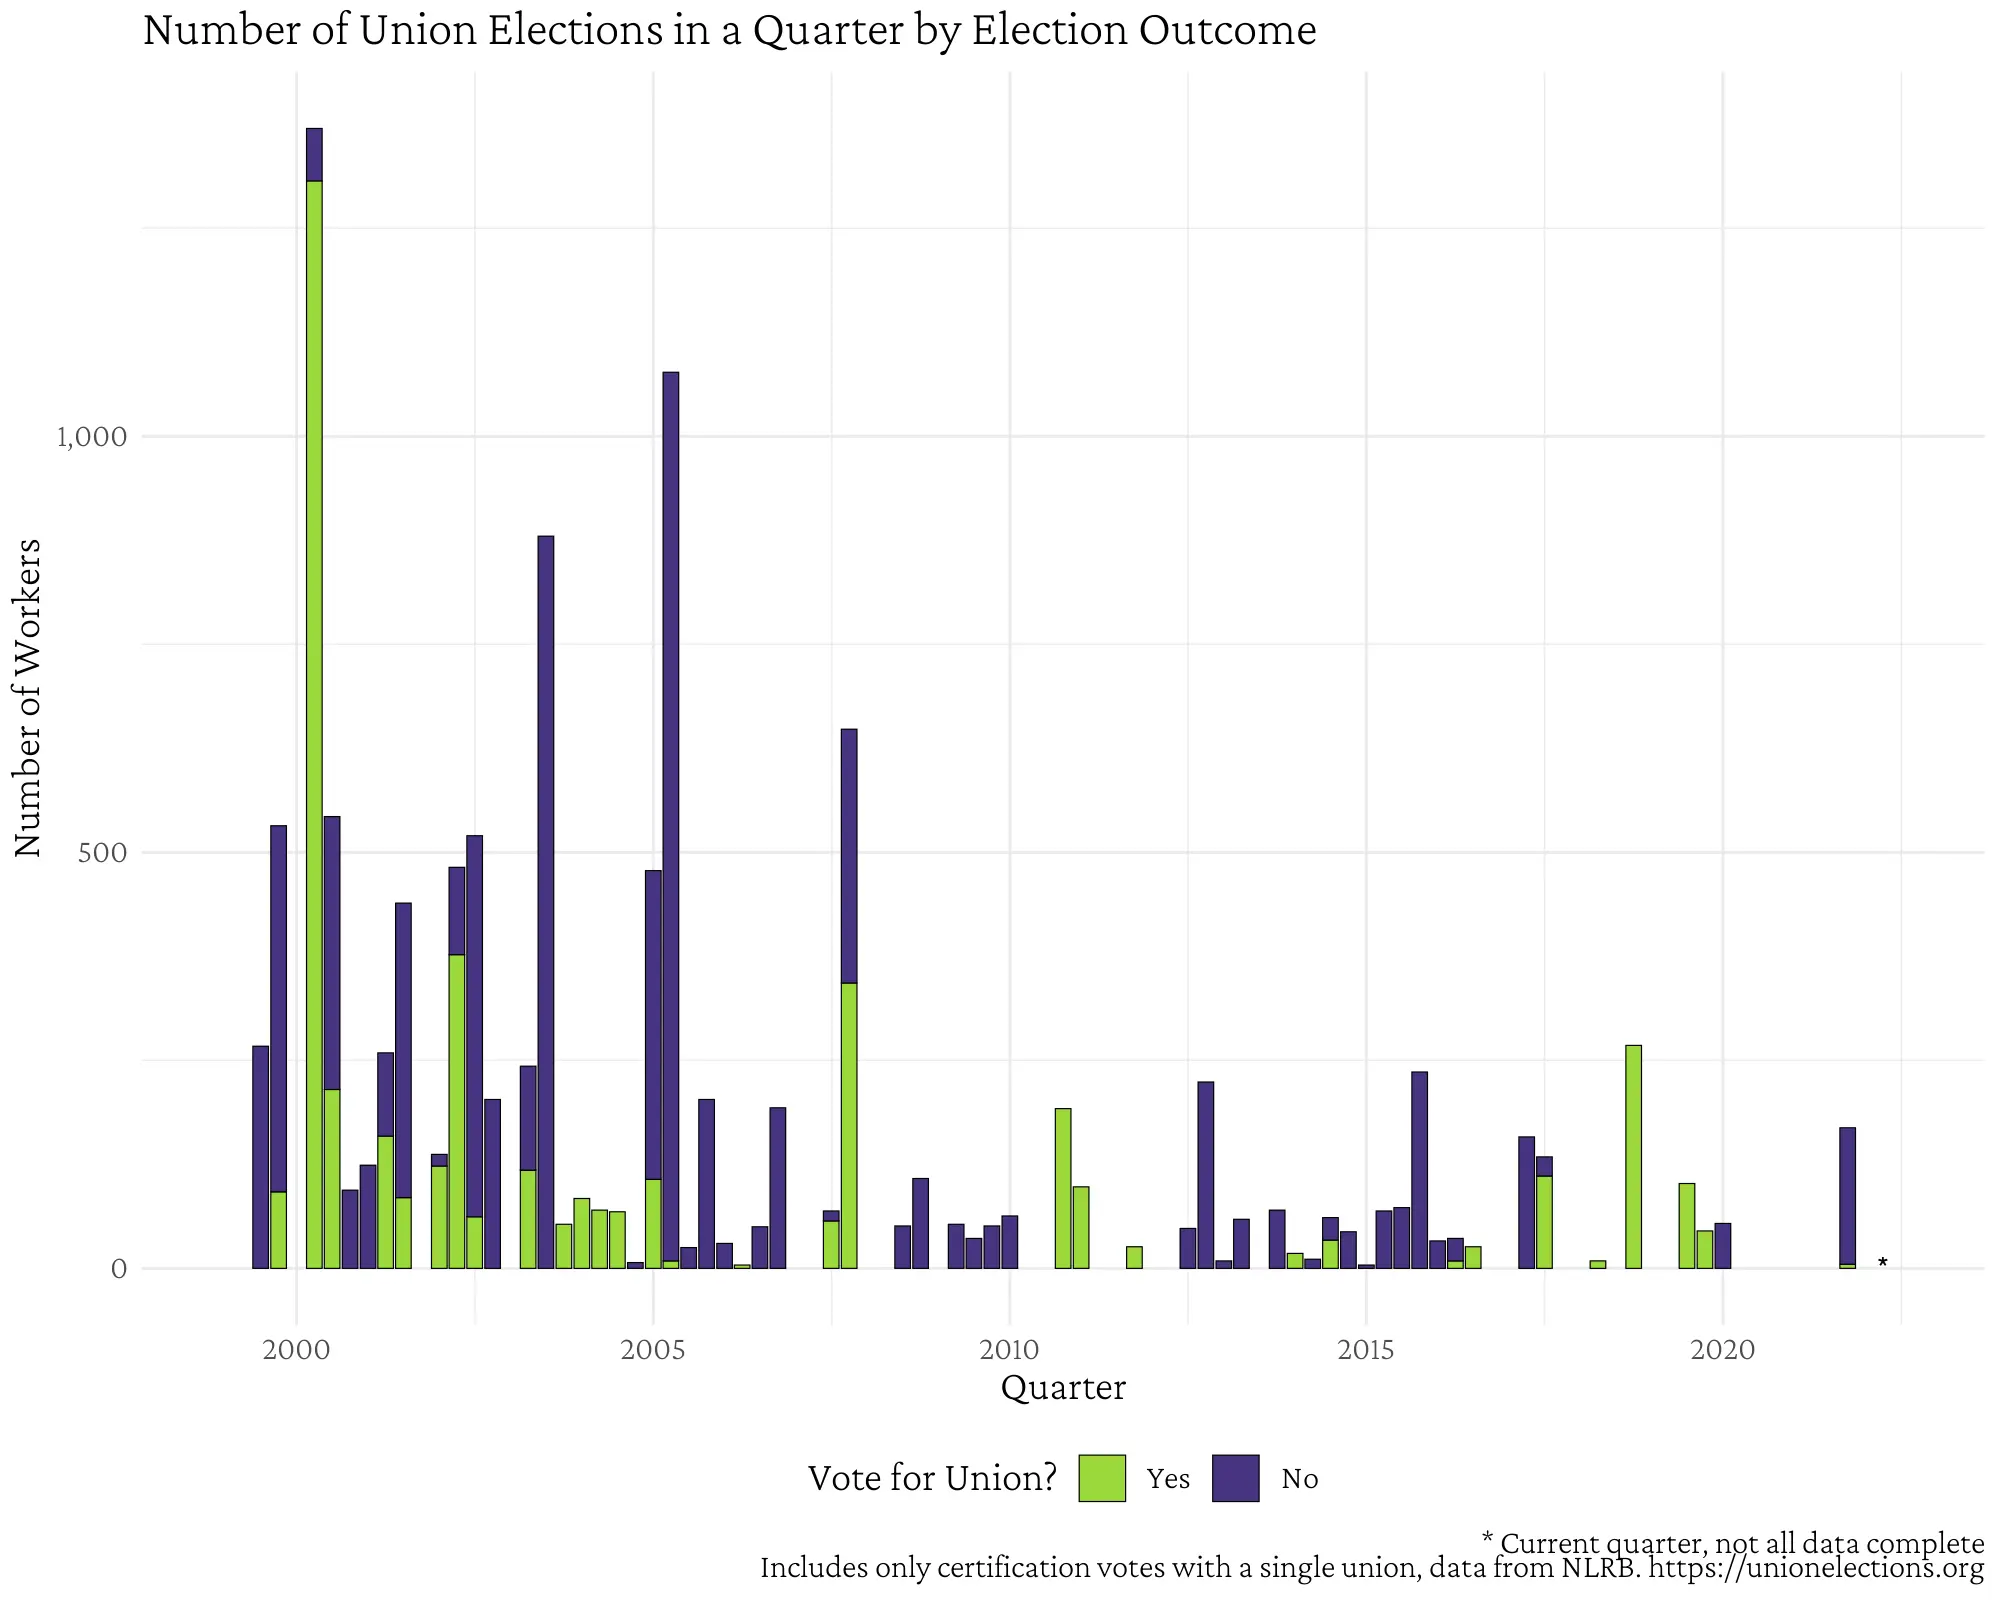 Number of Union Elections in a Quarter by Election Outcome
Number of Workers
1,000
500
0
*
2000 2005 2010 2015 2020
Quarter
Vote for Union? Yes No
* Current quarter, not all data complete
Includes only certification votes with a single union, data from NLRB. https://unionelections.org